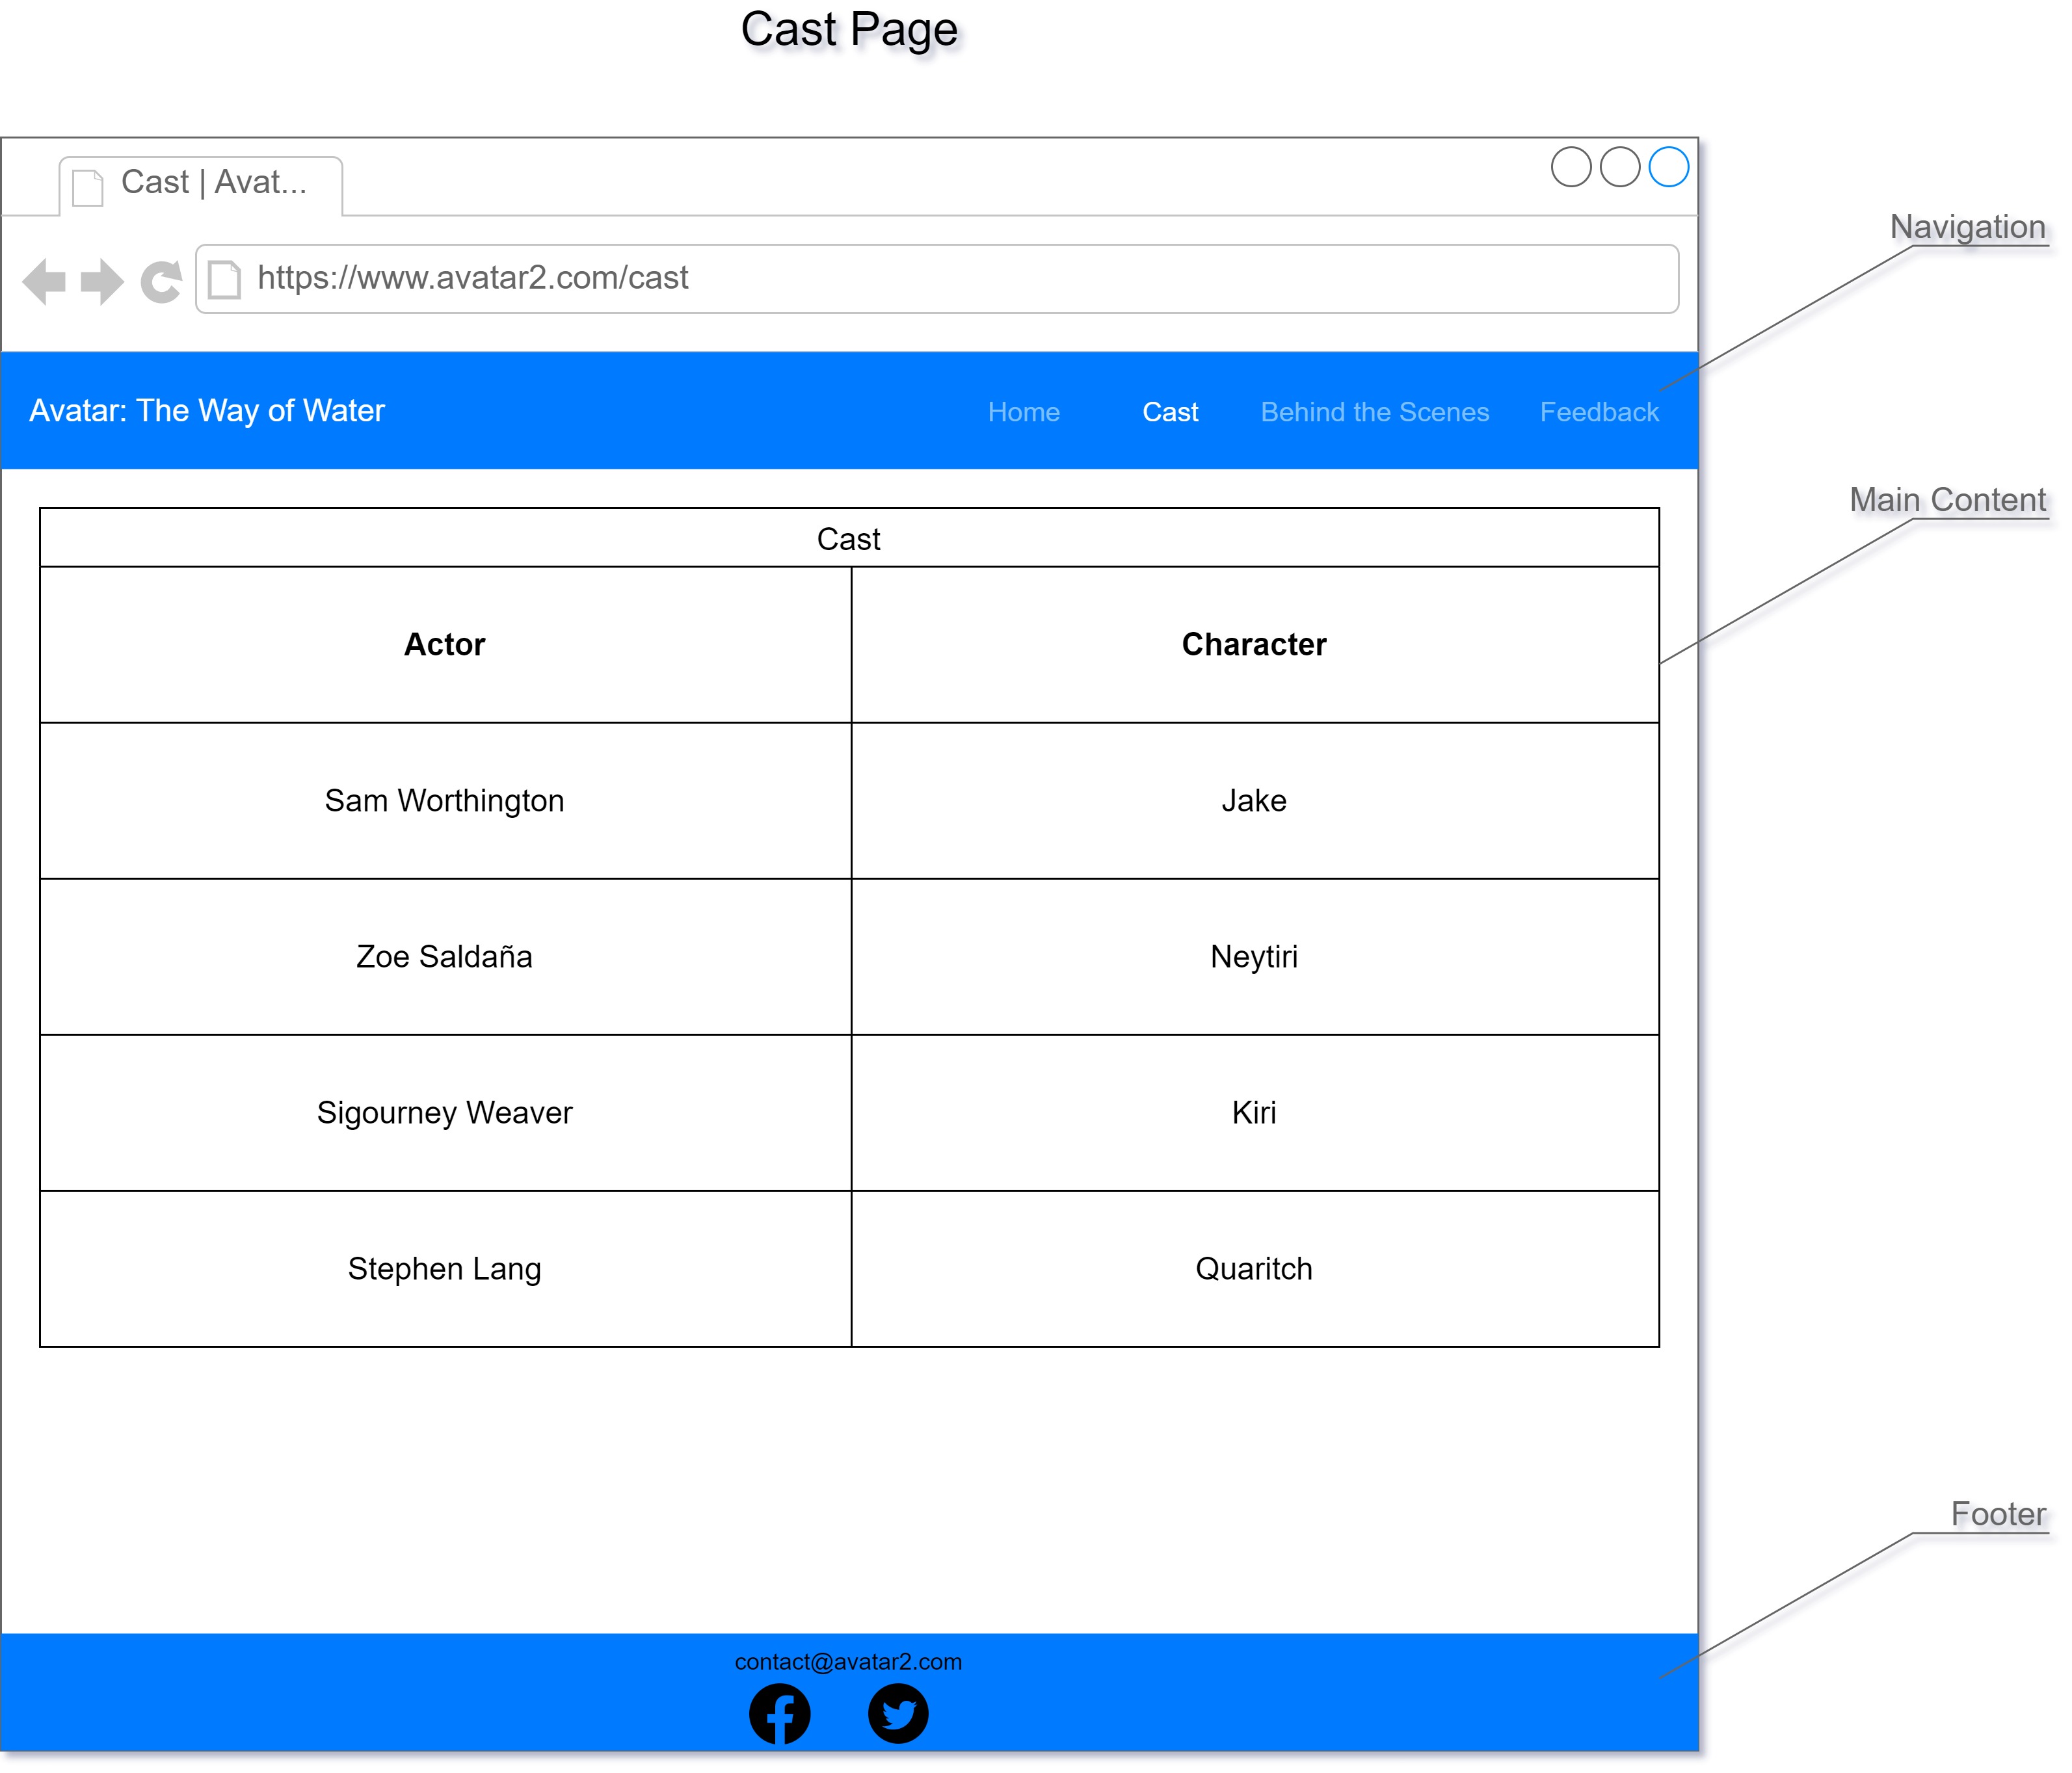 Cast Page
Cast | Avat...
https://www.avatar2.com/cast
Navigation
Avatar: The Way of Water Home Cast Behind the Scenes Feedback
Main Content
Cast
Actor Character
Sam Worthington Jake
Zoe Saldaña Neytiri
Sigourney Weaver Kiri
Stephen Lang Quaritch
Footer
contact@avatar2.com